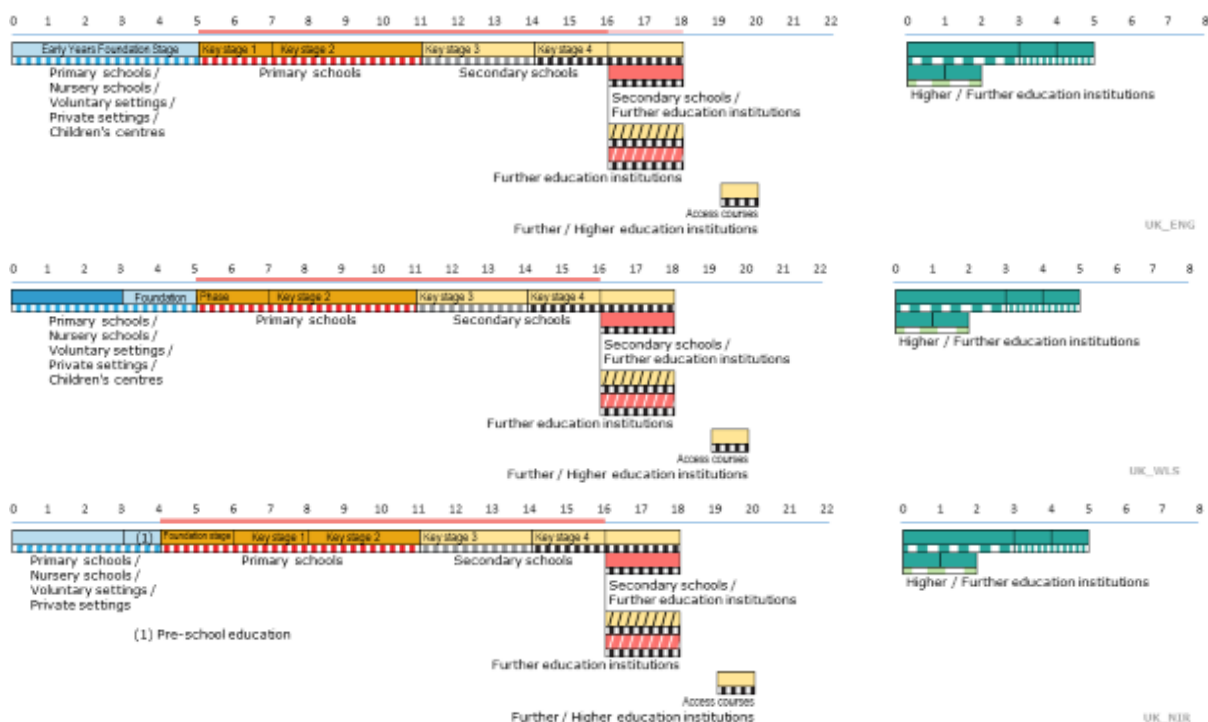 0 1 2 3 4 5 6 7 8 9 10 11 12 13 14 15 16 17 18 19 20 21 22
0 1 2 3 4 5 6 7 8
Early Years Foundation Stage Key stage 1 Key stage 2 Key stage 3 Key stage 4
Primary schools /
Nursery schools /
Voluntary settings /
Private settings /
Children's centres
Primary schools
Secondary schools
Secondary schools /
Further education institutions
Further education institutions
Access courses
Further / Higher education institutions
Higher / Further education institutions
UK_ENG
0 1 2 3 4 5 6 7 8 9 10 11 12 13 14 15 16 17 18 19 20 21 22
0 1 2 3 4 5 6 7 8
Foundation Phase Key stage 2 Key stage 3 Key stage 4
Primary schools /
Nursery schools /
Voluntary settings /
Private settings /
Children's centres
Primary schools
Secondary schools
Secondary schools /
Further education institutions
Further education institutions
Access courses
Further / Higher education institutions
Higher / Further education institutions
UK_WLS
0 1 2 3 4 5 6 7 8 9 10 11 12 13 14 15 16 17 18 19 20 21 22
0 1 2 3 4 5 6 7 8
(1) Foundation stage Key stage 1 Key stage 2 Key stage 3 Key stage 4
Primary schools /
Nursery schools /
Voluntary settings /
Private settings
Primary schools
Secondary schools
Secondary schools /
Further education institutions
(1) Pre-school education
Further education institutions
Access courses
Further / Higher education institutions
Higher / Further education institutions
UK_NIR